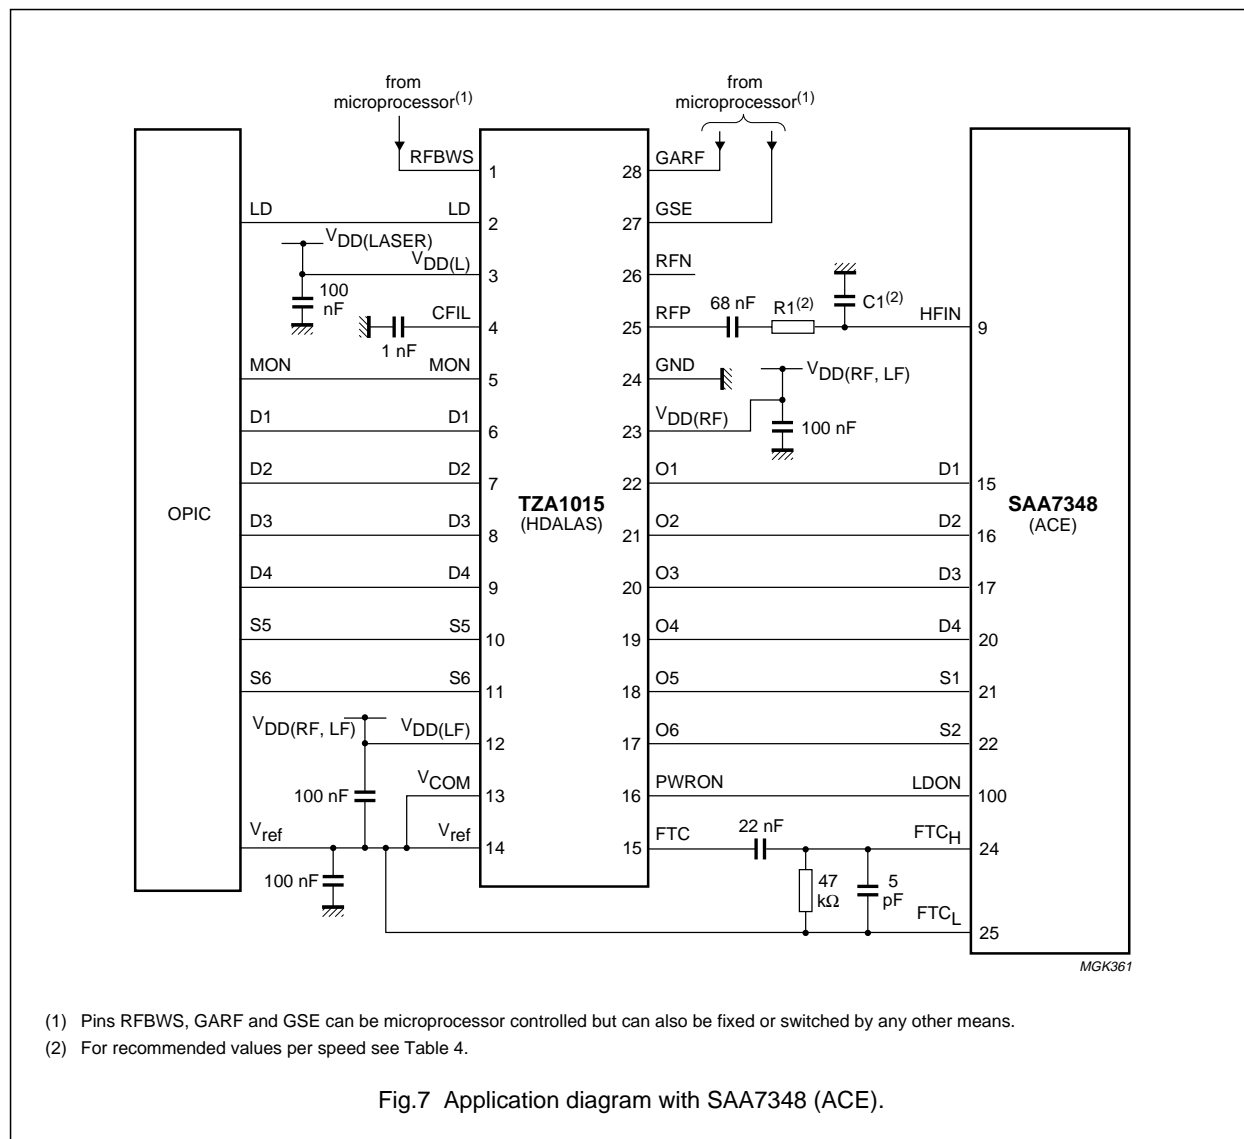 from
microprocessor(1)
from
microprocessor(1)
RFBWS
1
28
GARF
LD
LD
2
27
GSE
VDD(LASER)
VDD(L)
3
26
RFN
100
nF
CFIL
4
1 nF
25
RFP
68 nF
R1(2)
C1(2)
HFIN
9
MON
MON
5
24
GND
VDD(RF, LF)
D1
D1
6
23
VDD(RF)
100 nF
D2
D2
7
22
O1
D1
15
OPIC
TZA1015
(HDALAS)
SAA7348
(ACE)
D3
D3
8
21
O2
D2
16
D4
D4
9
20
O3
D3
17
S5
S5
10
19
O4
D4
20
S6
S6
11
18
O5
S1
21
VDD(RF, LF)
VDD(LF)
12
17
O6
S2
22
100 nF
VCOM
13
16
PWRON
LDON
100
Vref
Vref
14
15
FTC
22 nF
FTCH
24
100 nF
47
kΩ
5
pF
FTCL
25
MGK361
(1) Pins RFBWS, GARF and GSE can be microprocessor controlled but can also be fixed or switched by any other means.
(2) For recommended values per speed see Table 4.
Fig.7 Application diagram with SAA7348 (ACE).